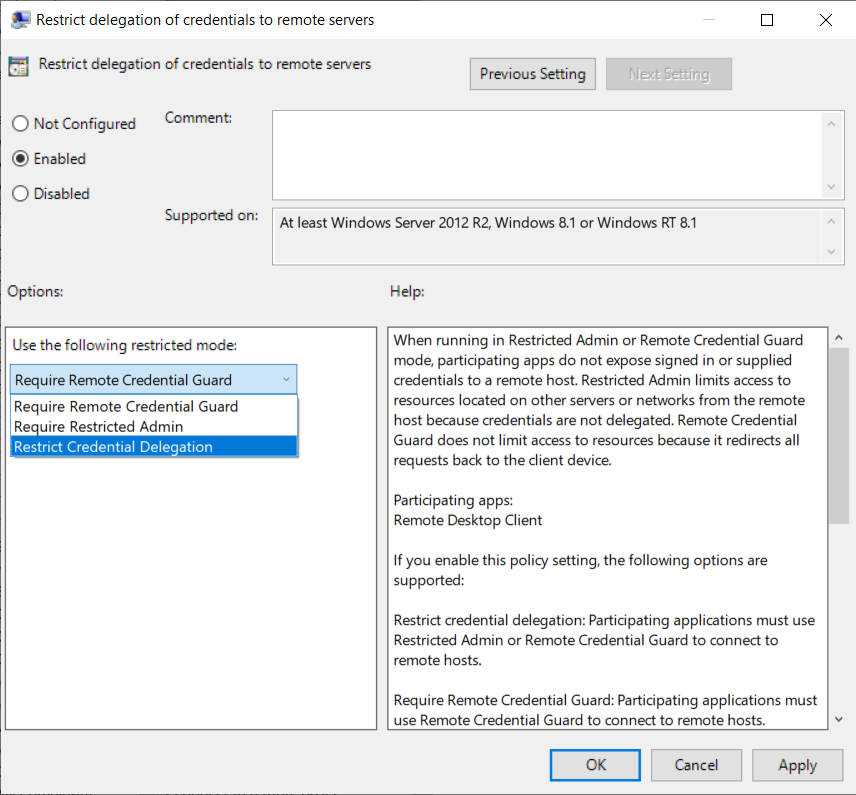 Restrict delegation of credentials to remote servers
Restrict delegation of credentials to remote servers
Previous Setting
Next Setting
Not Configured
Enabled
Disabled
Comment:
Supported on:
At least Windows Server 2012 R2, Windows 8.1 or Windows RT 8.1
Options:
Help:
Use the following restricted mode:
Require Remote Credential Guard
Require Remote Credential Guard
Require Restricted Admin
Restrict Credential Delegation
When running in Restricted Admin or Remote Credential Guard
mode, participating apps do not expose signed in or supplied
credentials to a remote host. Restricted Admin limits access to
resources located on other servers or networks from the remote
host because credentials are not delegated. Remote Credential
Guard does not limit access to resources because it redirects all
requests back to the client device.
Participating apps:
Remote Desktop Client
If you enable this policy setting, the following options are
supported:
Restrict credential delegation: Participating applications must use
Restricted Admin or Remote Credential Guard to connect to
remote hosts.
Require Remote Credential Guard: Participating applications must
use Remote Credential Guard to connect to remote hosts.
OK
Cancel
Apply